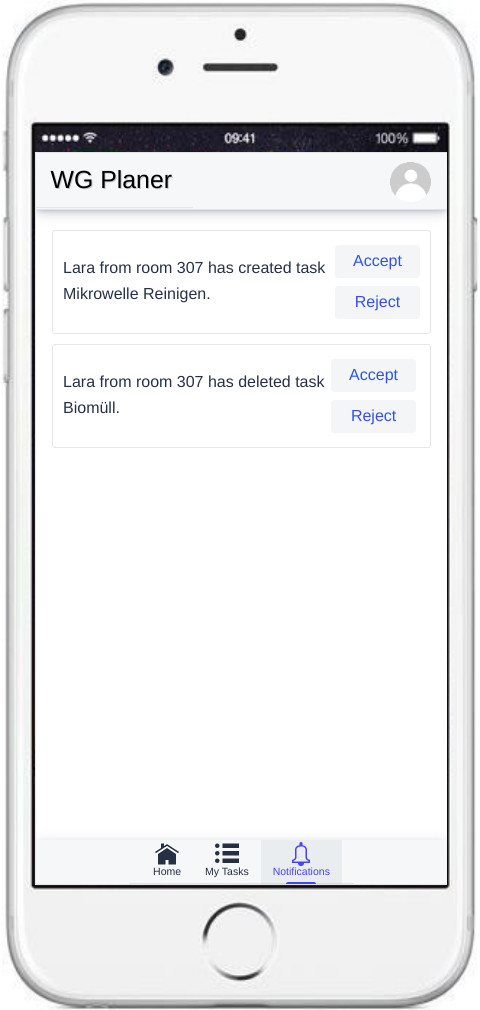 09:41
100%
WG Planer
Lara from room 307 has created task
Mikrowelle Reinigen.
Accept
Reject
Lara from room 307 has deleted task
Biomüll.
Accept
Reject
Home
My Tasks
Notifications